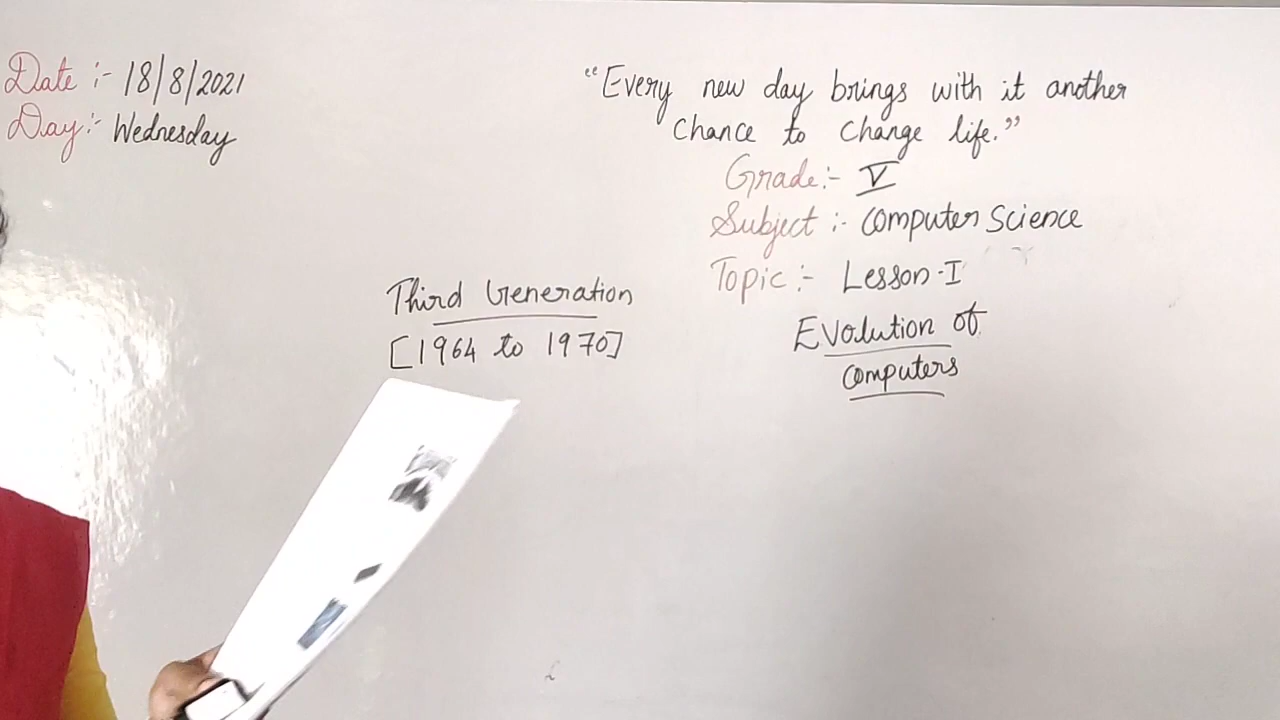 Date :- 18/8/2021
Day :- Wednesday
"Every new day brings with it another
Chance to Change life."
Grade :- V
Subject :- Computer Science
Topic :- Lesson - I
Evolution of
Computers
Third Generation
[1964 to 1970]